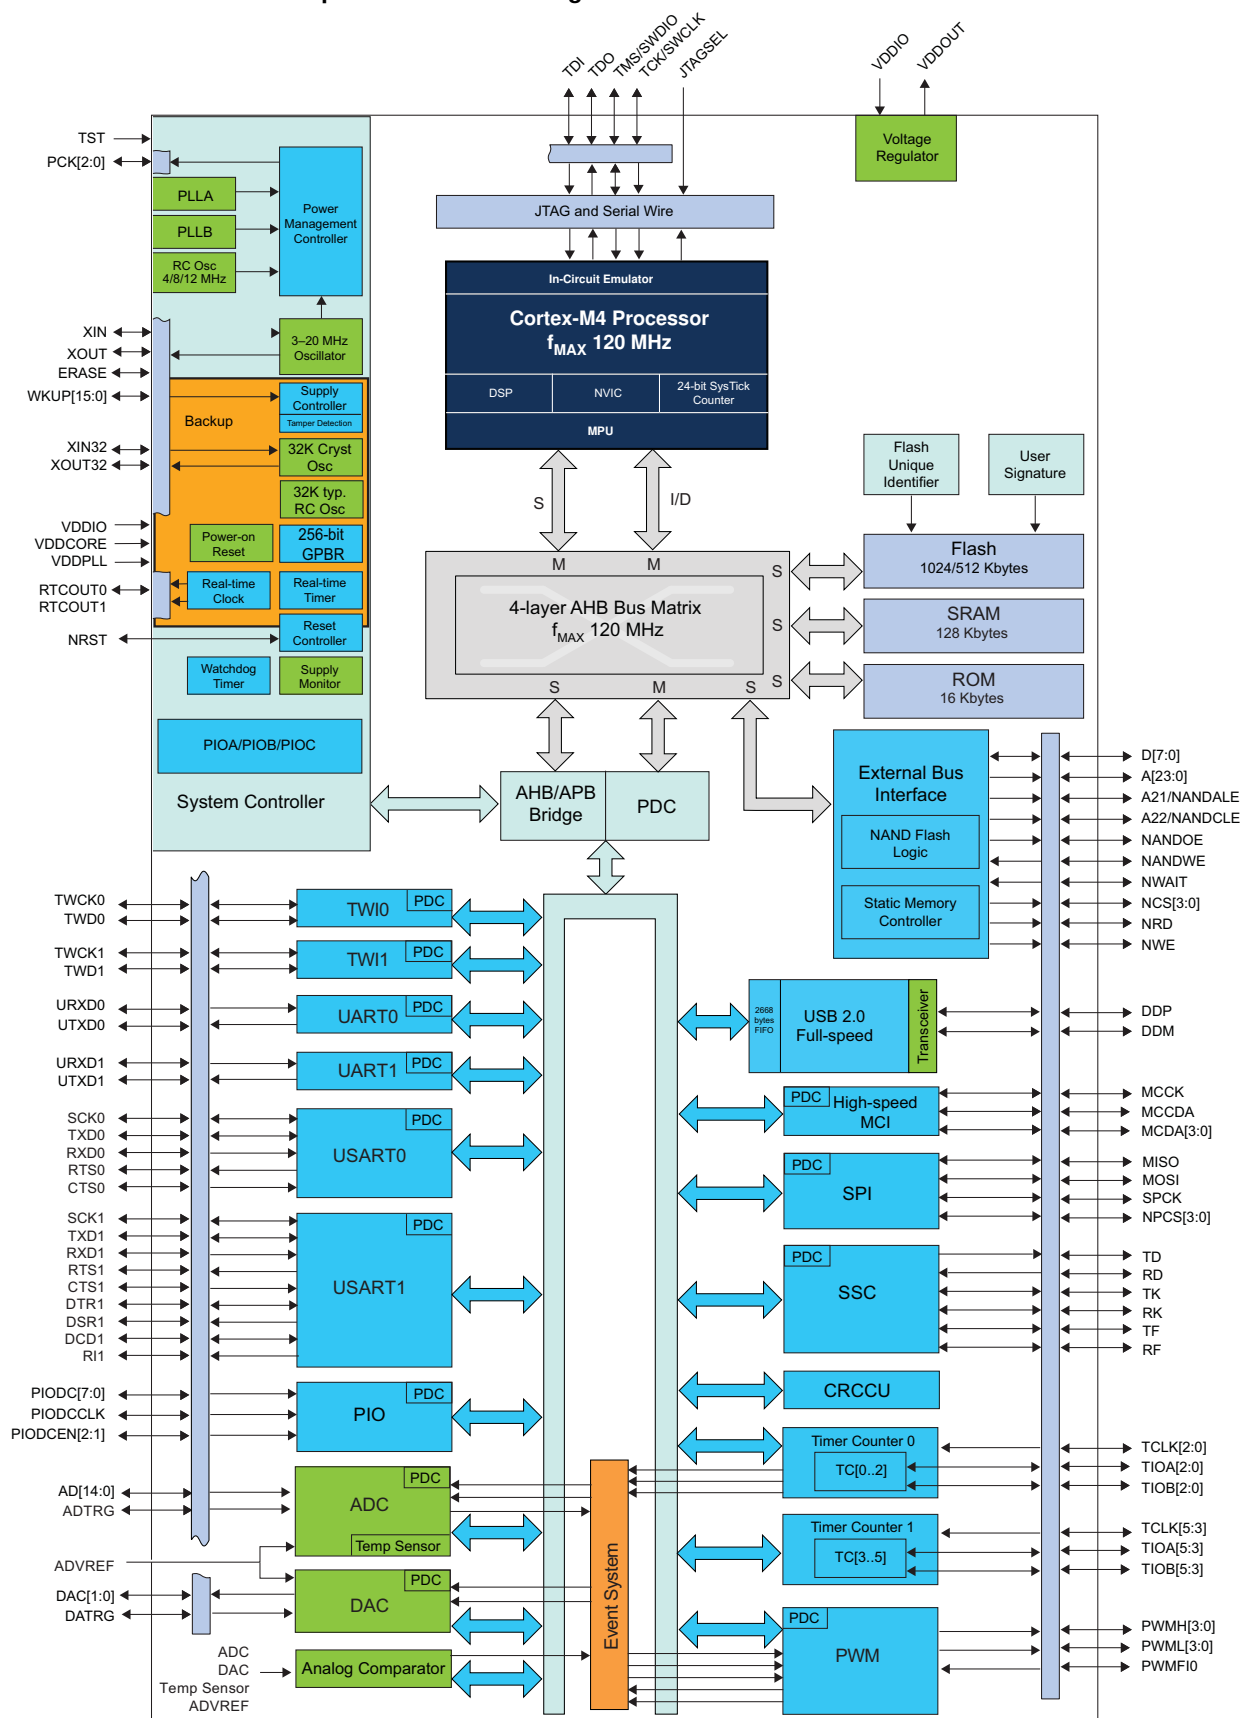 TDI
TDO
TMS/SWDIO
TCK/SWCLK
JTAGSEL
VDDIO
VDDOUT
TST
PCK[2:0]
PLLA
PLLB
RC Osc
4/8/12 MHz
Power
Management
Controller
Voltage
Regulator
JTAG and Serial Wire
In-Circuit Emulator
Cortex-M4 Processor
fMAX 120 MHz
DSP
NVIC
24-bit SysTick
Counter
MPU
XIN
XOUT
ERASE
WKUP[15:0]
XIN32
XOUT32
VDDIO
VDDCORE
VDDPLL
RTCOUT0
RTCOUT1
NRST
3–20 MHz
Oscillator
Backup
Supply
Controller
Tamper Detection
32K Cryst
Osc
32K typ.
RC Osc
Power-on
Reset
256-bit
GPBR
Real-time
Clock
Real-time
Timer
Reset
Controller
Watchdog
Timer
Supply
Monitor
PIOA/PIOB/PIOC
System Controller
S
I/D
M
M
S
S
S
S
M
S
4-layer AHB Bus Matrix
fMAX 120 MHz
Flash
Unique
Identifier
User
Signature
Flash
1024/512 Kbytes
SRAM
128 Kbytes
ROM
16 Kbytes
AHB/APB
Bridge
PDC
External Bus
Interface
NAND Flash
Logic
Static Memory
Controller
D[7:0]
A[23:0]
A21/NANDALE
A22/NANDCLE
NANDOE
NANDWE
NWAIT
NCS[3:0]
NRD
NWE
TWCK0
TWD0
TWI0
PDC
TWCK1
TWD1
TWI1
PDC
URXD0
UTXD0
UART0
PDC
URXD1
UTXD1
UART1
PDC
SCK0
TXD0
RXD0
RTS0
CTS0
USART0
PDC
SCK1
TXD1
RXD1
RTS1
CTS1
DTR1
DSR1
DCD1
RI1
USART1
PDC
PIODC[7:0]
PIODCCLK
PIODCEN[2:1]
PIO
PDC
AD[14:0]
ADTRG
ADC
PDC
Temp Sensor
ADVREF
DAC[1:0]
DATRG
DAC
PDC
ADC
DAC
Temp Sensor
ADVREF
Analog Comparator
Event System
2668
bytes
FIFO
USB 2.0
Full-speed
Transceiver
DDP
DDM
PDC
High-speed
MCI
MCCK
MCCDA
MCDA[3:0]
PDC
SPI
MISO
MOSI
SPCK
NPCS[3:0]
PDC
SSC
TD
RD
TK
RK
TF
RF
CRCCU
Timer Counter 0
TC[0..2]
TCLK[2:0]
TIOA[2:0]
TIOB[2:0]
Timer Counter 1
TC[3..5]
TCLK[5:3]
TIOA[5:3]
TIOB[5:3]
PDC
PWM
PWMH[3:0]
PWML[3:0]
PWMFI0